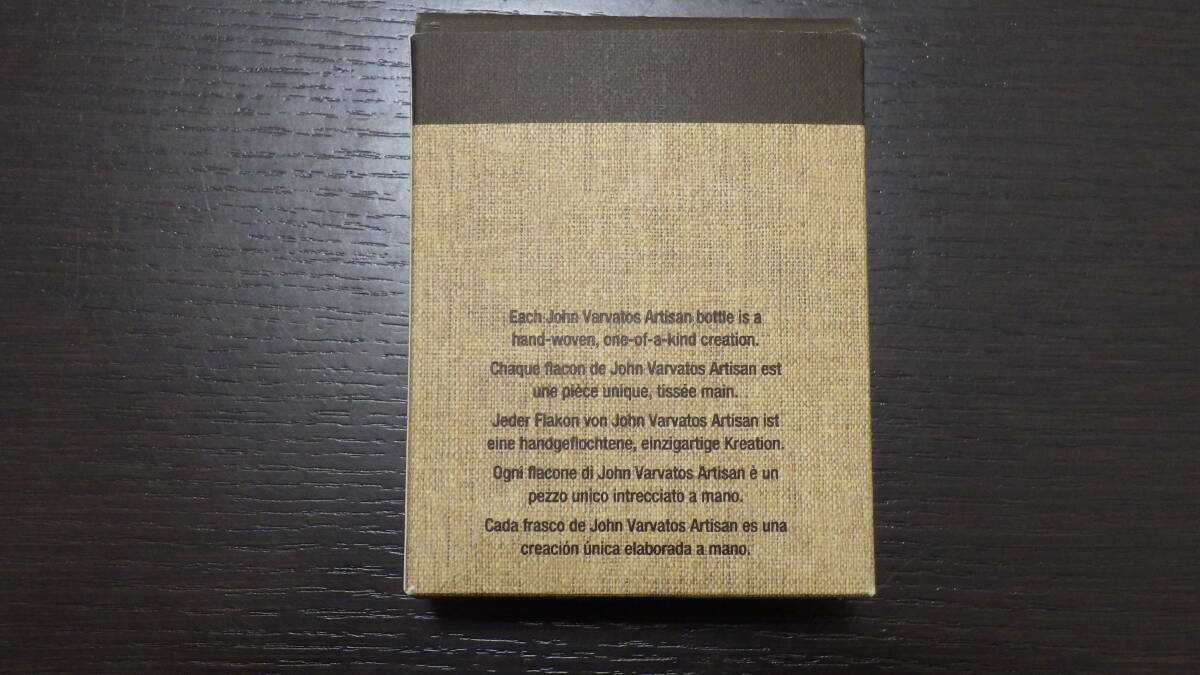 Each John Varvatos Artisan bottle is a
hand-woven, one-of-a-kind creation.
Chaque flacon de John Varvatos Artisan est
une pièce unique, tissée main.
Jeder Flaxon von John Varvatos Artisan ist
eine handgeflochtene, einzigartige Kreation.
Ogni flacone di John Varvatos Artisan è un
pezzo unico intrecciato a mano.
Cada frasco de John Varvatos Artisan es una
creación única elaborada a mano.